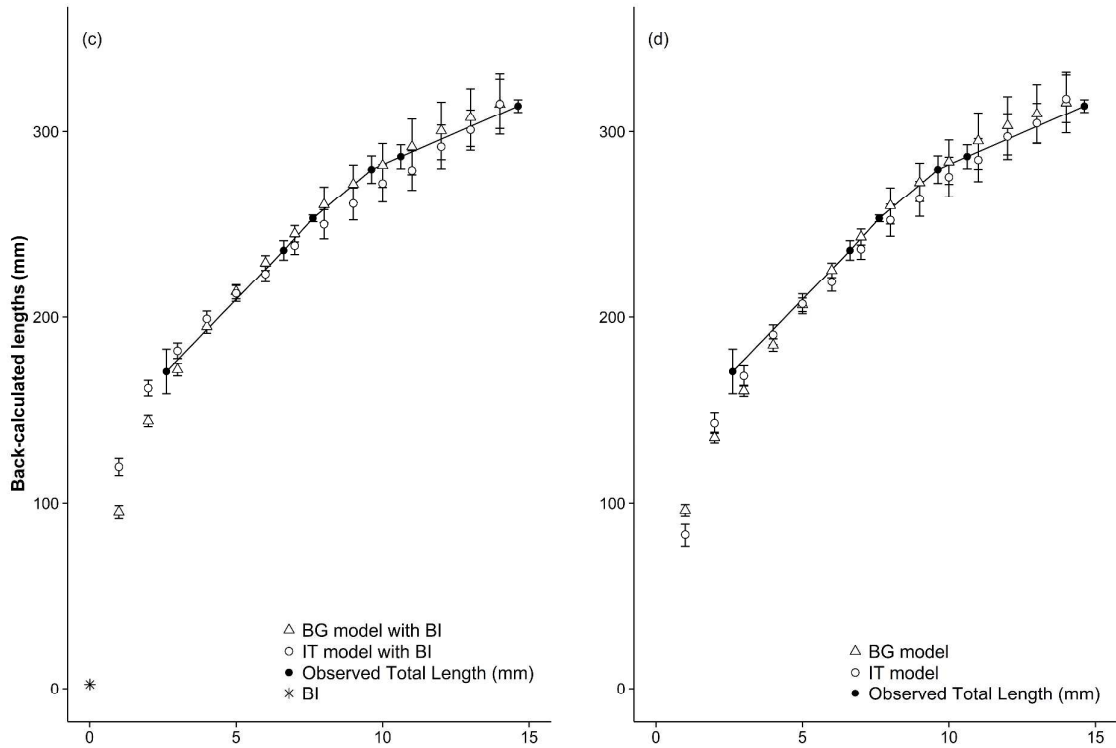 (c)
(d)
Back-calculated lengths (mm)
300
200
100
0
0
5
10
15
BG model with BI
IT model with BI
Observed Total Length (mm)
BI
300
200
100
0
0
5
10
15
BG model
IT model
Observed Total Length (mm)